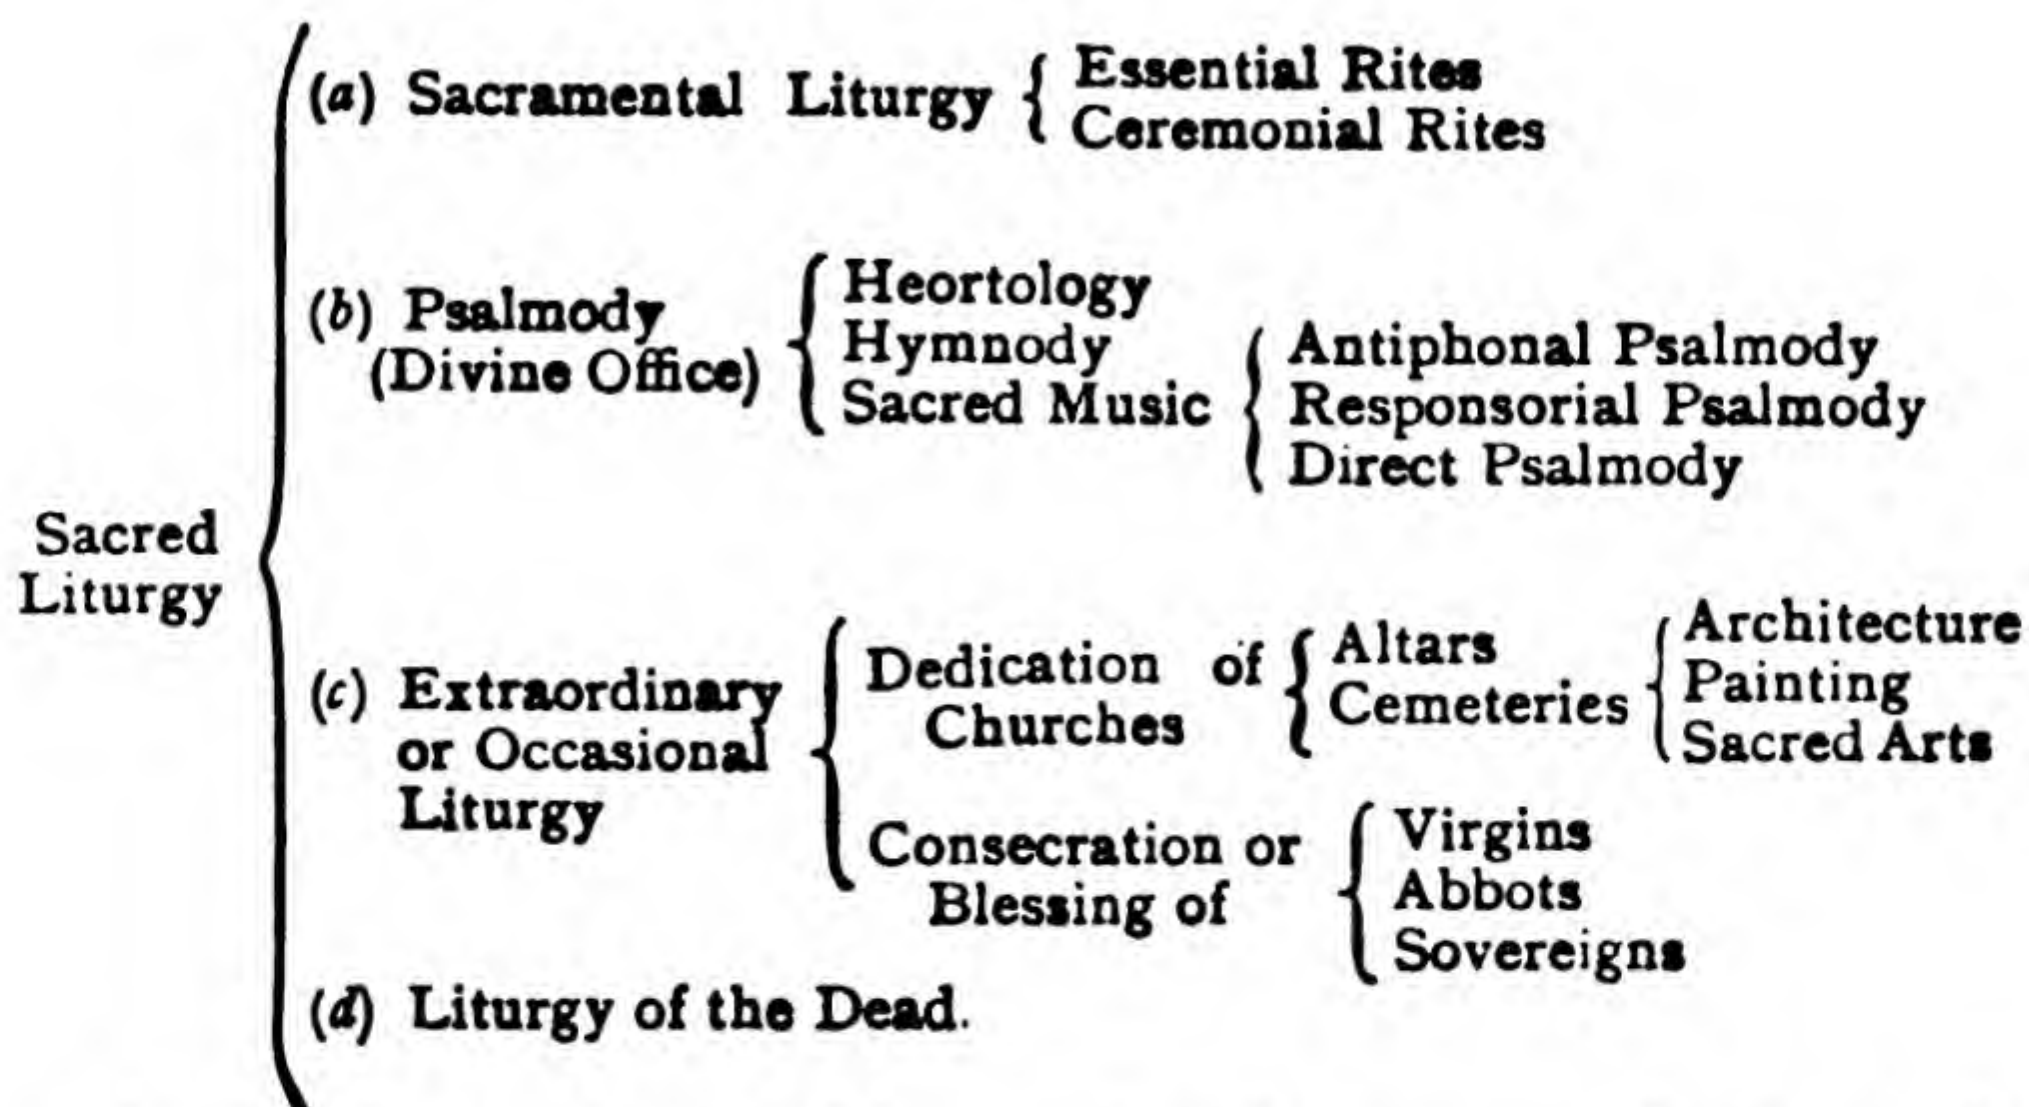 (a) Sacramental Liturgy { Essential Rites
Ceremonial Rites
(b) Psalmody
(Divine Office)
{ Heortology
Hymnody
Sacred Music
{ Antiphonal Psalmody
Responsorial Psalmody
Direct Psalmody
Sacred
Liturgy
(c) Extraordinary
or Occasional
Liturgy
{ Dedication of
Churches
{ Altars
Cemeteries
{ Architecture
Painting
Sacred Arts
Consecration or
Blessing of
{ Virgins
Abbots
Sovereigns
(d) Liturgy of the Dead.